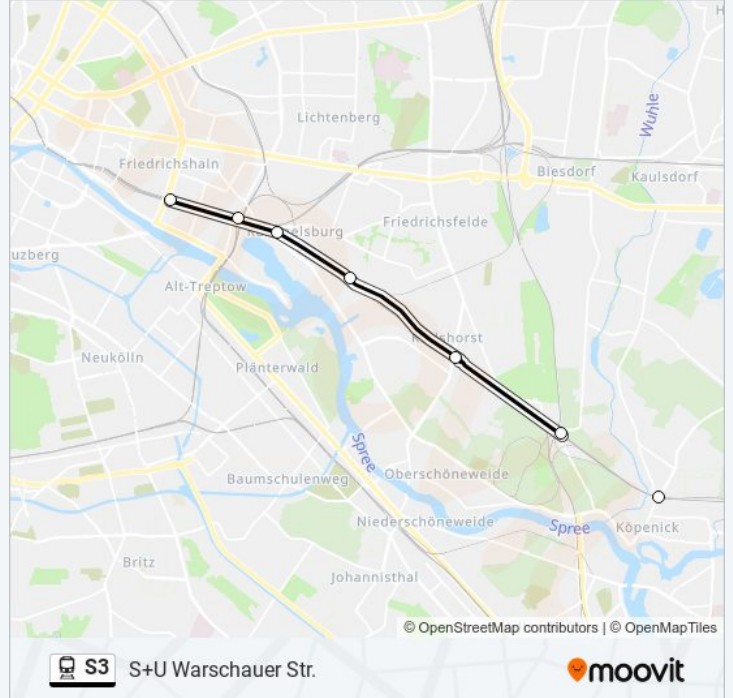 Lichtenberg
Wuhle
Friedrichshain
Biesdorf
Kaulsdorf
Friedrichsfelde
uzberg
Alt-Treptow
Neukölln
Plänterwald
Spree
Baumschulenweg
Oberschöneweide
Niederschöneweide
Spree
Köpenick
Britz
Johannisthal
© OpenStreetMap contributors | © OpenMapTiles
S3 S+U Warschauer Str.
moovit